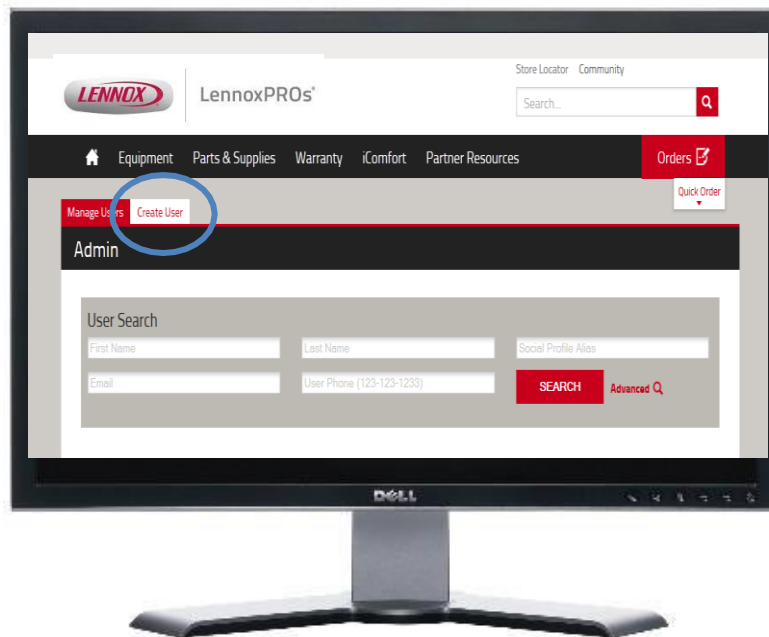 Store Locator Community
LENNOX
LennoxPROs®
Search...
Equipment Parts & Supplies Warranty iComfort Partner Resources Orders
Quick Order
Manage Users Create User
Admin
User Search
First Name Last Name Social Profile Alias
Email User Phone (123-123-1233) SEARCH Advanced
DELL